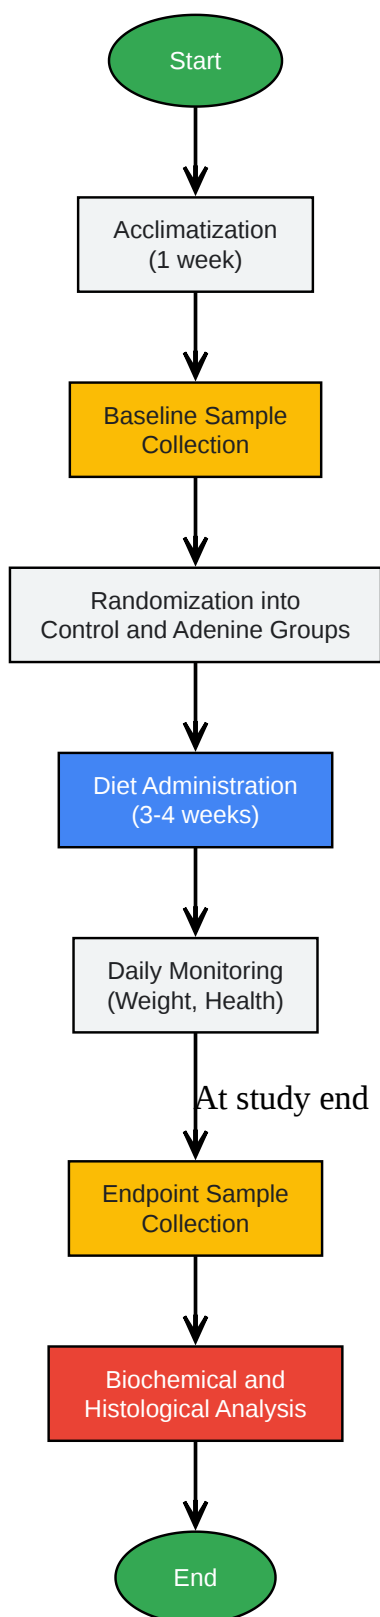 Start
Acclimatization
(1 week)
Baseline Sample
Collection
Randomization into
Control and Adenine Groups
Diet Administration
(3-4 weeks)
Daily Monitoring
(Weight, Health)
At study end
Endpoint Sample
Collection
Biochemical and
Histological Analysis
End